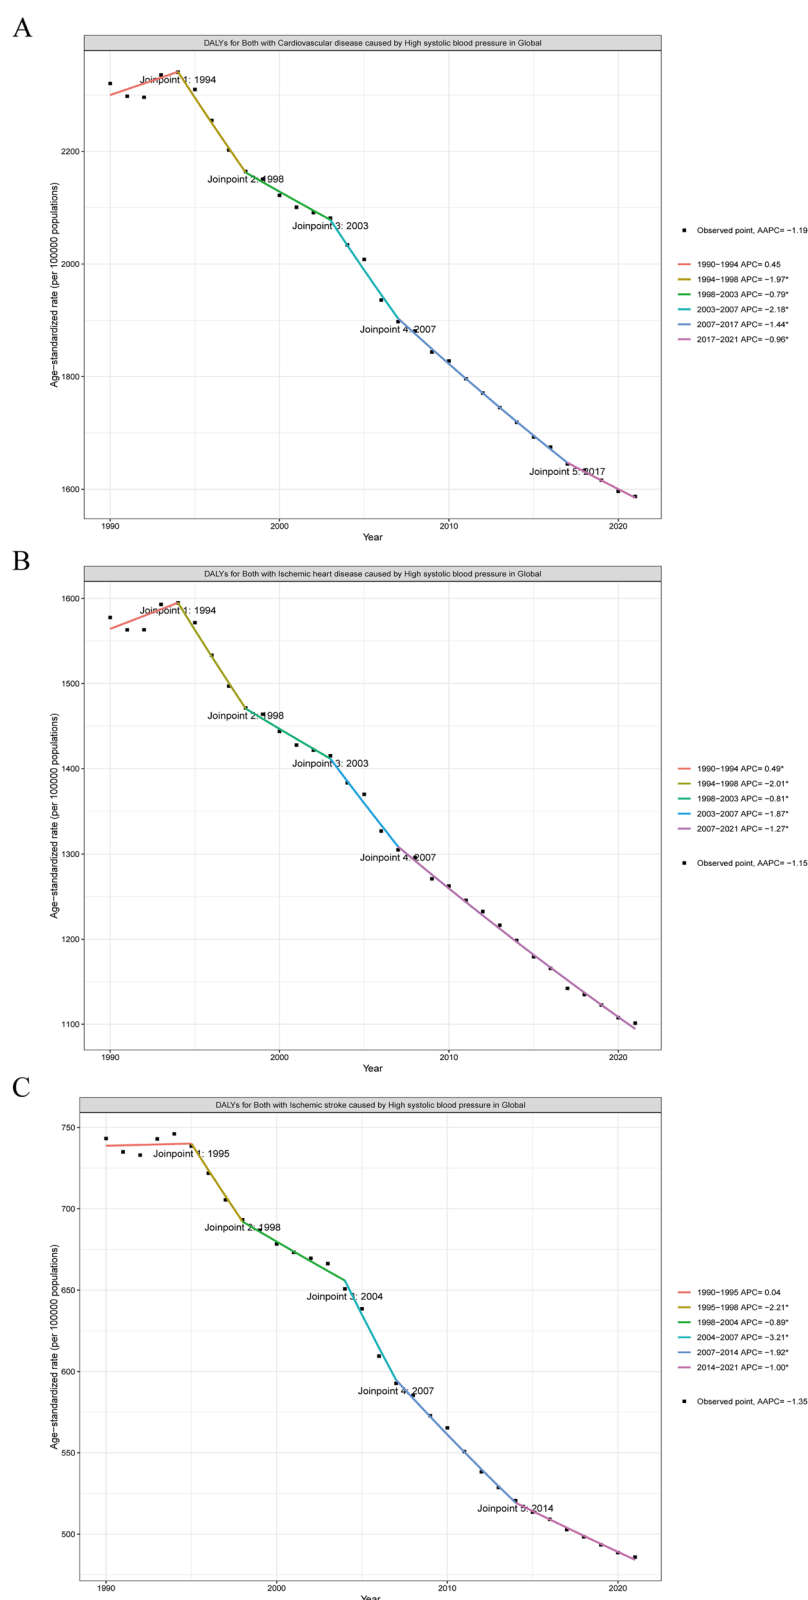 A
DALYs for Both with Cardiovascular disease caused by High systolic blood pressure in Global
Age−standardized rate (per 100000 populations)
2200
2000
1800
1600
Joinpoint 1: 1994
Joinpoint 2: 1998
Joinpoint 3: 2003
Joinpoint 4: 2007
Joinpoint 5: 2017
1990
2000
2010
2020
Year
Observed point, AAPC= −1.19
1990−1994 APC= 0.45
1994−1998 APC= −1.97*
1998−2003 APC= −0.79*
2003−2007 APC= −2.18*
2007−2017 APC= −1.44*
2017−2021 APC= −0.96*
B
DALYs for Both with Ischemic heart disease caused by High systolic blood pressure in Global
Age−standardized rate (per 100000 populations)
1600
1500
1400
1300
1200
1100
Joinpoint 1: 1994
Joinpoint 2: 1998
Joinpoint 3: 2003
Joinpoint 4: 2007
1990
2000
2010
2020
Year
1990−1994 APC= 0.49*
1994−1998 APC= −2.01*
1998−2003 APC= −0.81*
2003−2007 APC= −1.87*
2007−2021 APC= −1.27*
Observed point, AAPC= −1.15
C
DALYs for Both with Ischemic stroke caused by High systolic blood pressure in Global
Age−standardized rate (per 100000 populations)
750
700
650
600
550
500
Joinpoint 1: 1995
Joinpoint 2: 1998
Joinpoint 3: 2004
Joinpoint 4: 2007
Joinpoint 5: 2014
1990
2000
2010
2020
Year
1990−1995 APC= 0.04
1995−1998 APC= −2.21*
1998−2004 APC= −0.89*
2004−2007 APC= −3.21*
2007−2014 APC= −1.92*
2014−2021 APC= −1.00*
Observed point, AAPC= −1.35